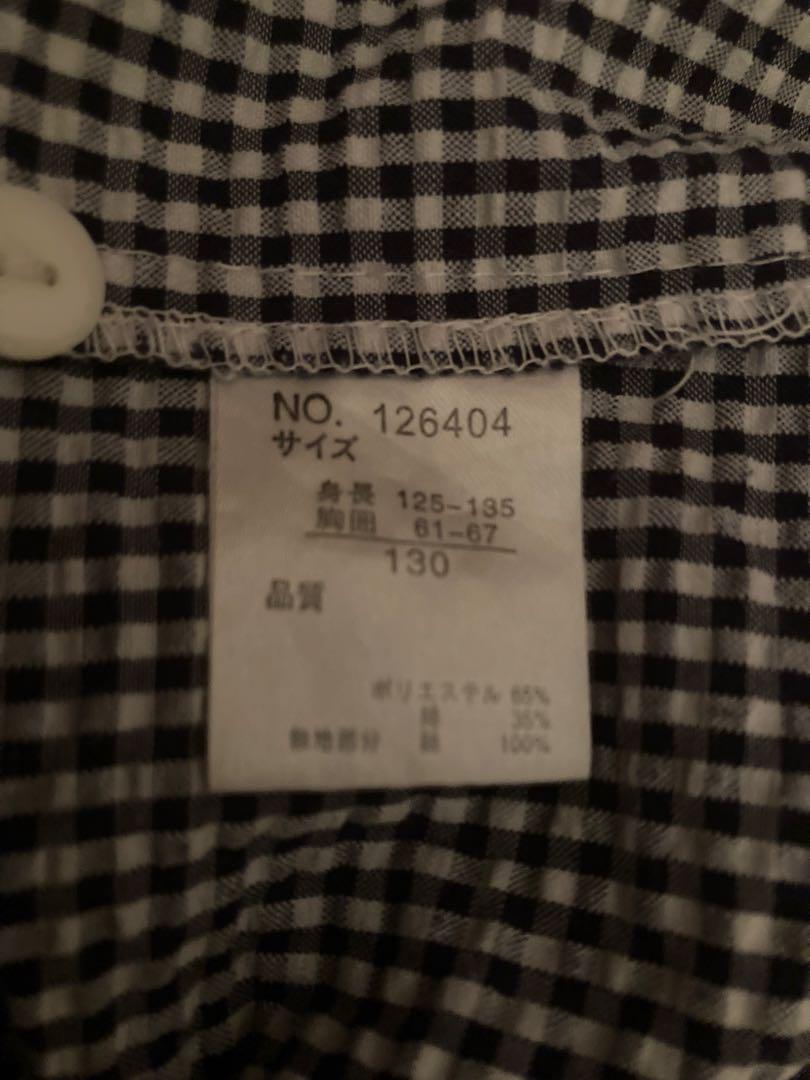 NO. 126404
サイズ
身長 125-135
胸囲 61-67
130
品質
ポリエステル 65%
綿 35%
無地部分 綿 100%